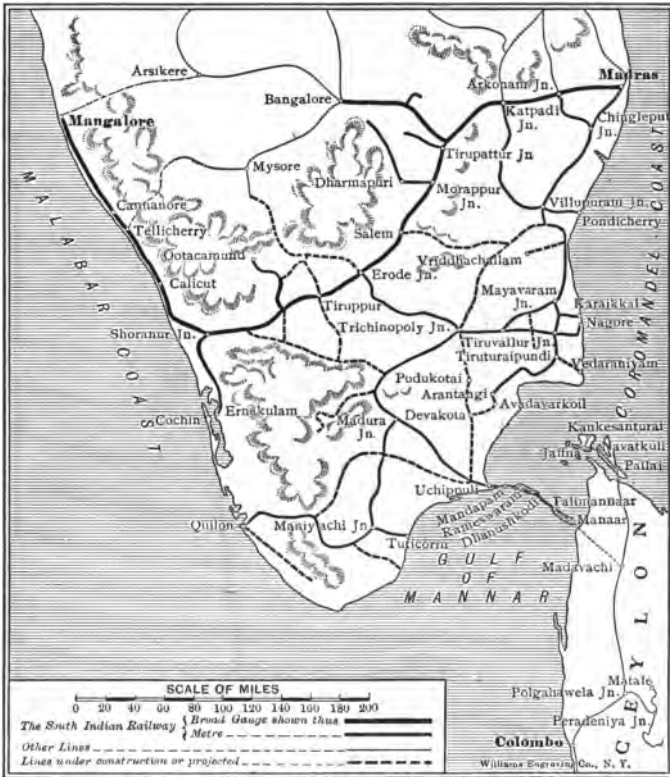 Arsikere
Arkonam Jn.
Madras
Bangalore
Katpadi Jn.
Mangalore
Chingleput Jn.
Tirupattur Jn
Mysore
Dharmapuri
Morappur Jn.
Cannanore
Villupuram Jn.
Tellicherry
Pondicherry
Salem
Ootacamund
Vriddhachallam
Erode Jn.
Calicut
Mayavaram Jn.
Karaikkal
Tiruppur
Nagore
Shoranur Jn.
Trichinopoly Jn.
Tiruvallur Jn.
Tiruturaipundi
Vedaraniyam
Pudukotai
Arantangi
Avadayarkoil
Ernakulam
Devakota
Cochin
Madura Jn.
Kankesanturai
Navatkuli
Jaffna
Pallai
Uchippuli
Mandapam
Rameswaram
Dhanushkodi
Talimannaar
Manaar
Quilon
Maniyachi Jn
Tuticorin
Madavachi
MALABAR COAST
COROMANDEL COAST
GULF
OF
MANNAR
CEYLON
Matale
Polgahawela Jn.
Peradeniya Jn.
Colombo
Williams Engraving Co., N. Y.
SCALE OF MILES
0 20 40 60 80 100 120 140 160 180 200
The South Indian Railway { Broad Gauge shown thus
Metre
Other Lines
Lines under construction or projected